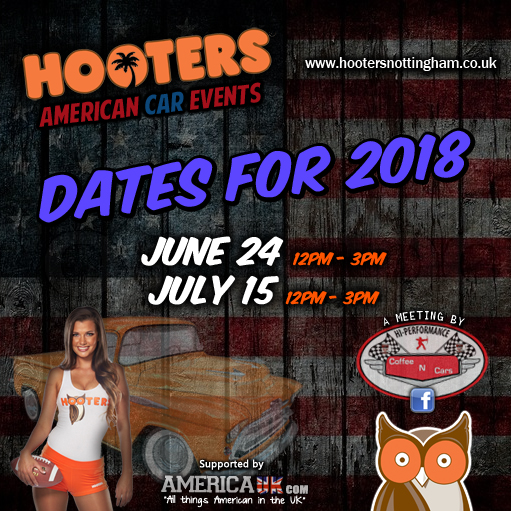 HOOTERS
www.hootersnottingham.co.uk
AMERICAN CAR EVENTS
DATES FOR 2018
JUNE 24 12PM - 3PM
JULY 15 12PM - 3PM
A MEETING BY
HI-PERFORMANCE
Coffee N Cars
f
HOOTERS
Supported by
AMERICAUK.COM
"All things American in the UK"